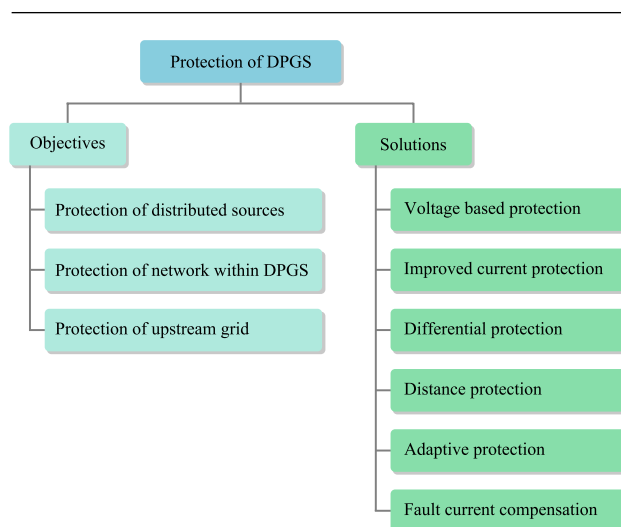 Protection of DPGS
Objectives
Protection of distributed sources
Protection of network within DPGS
Protection of upstream grid
Solutions
Voltage based protection
Improved current protection
Differential protection
Distance protection
Adaptive protection
Fault current compensation